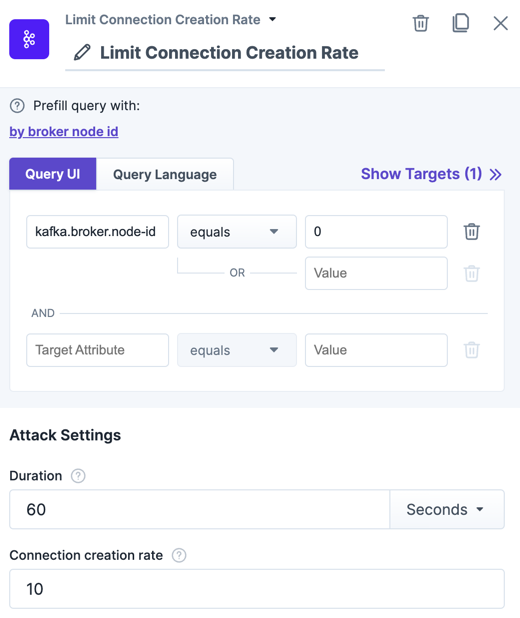 Limit Connection Creation Rate
Limit Connection Creation Rate
Prefill query with:
by broker node id
Query UI
Query Language
Show Targets (1)
kafka.broker.node-id equals 0
OR Value
AND
Target Attribute equals Value
Attack Settings
Duration
60 Seconds
Connection creation rate
10